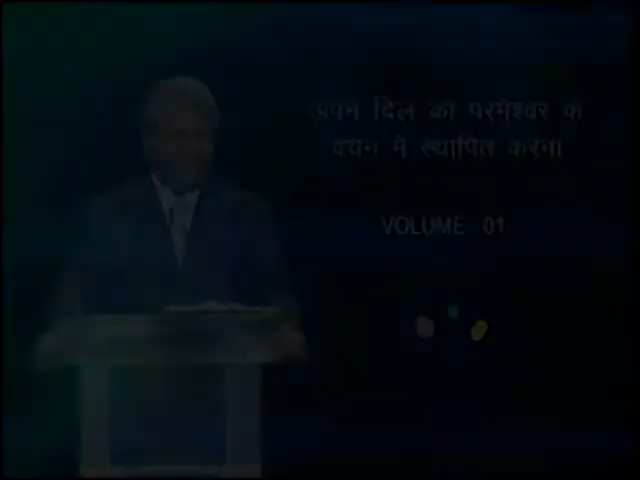 अपने दिल को परमेश्वर के
वचन मे स्थापित करना
VOLUME - 01